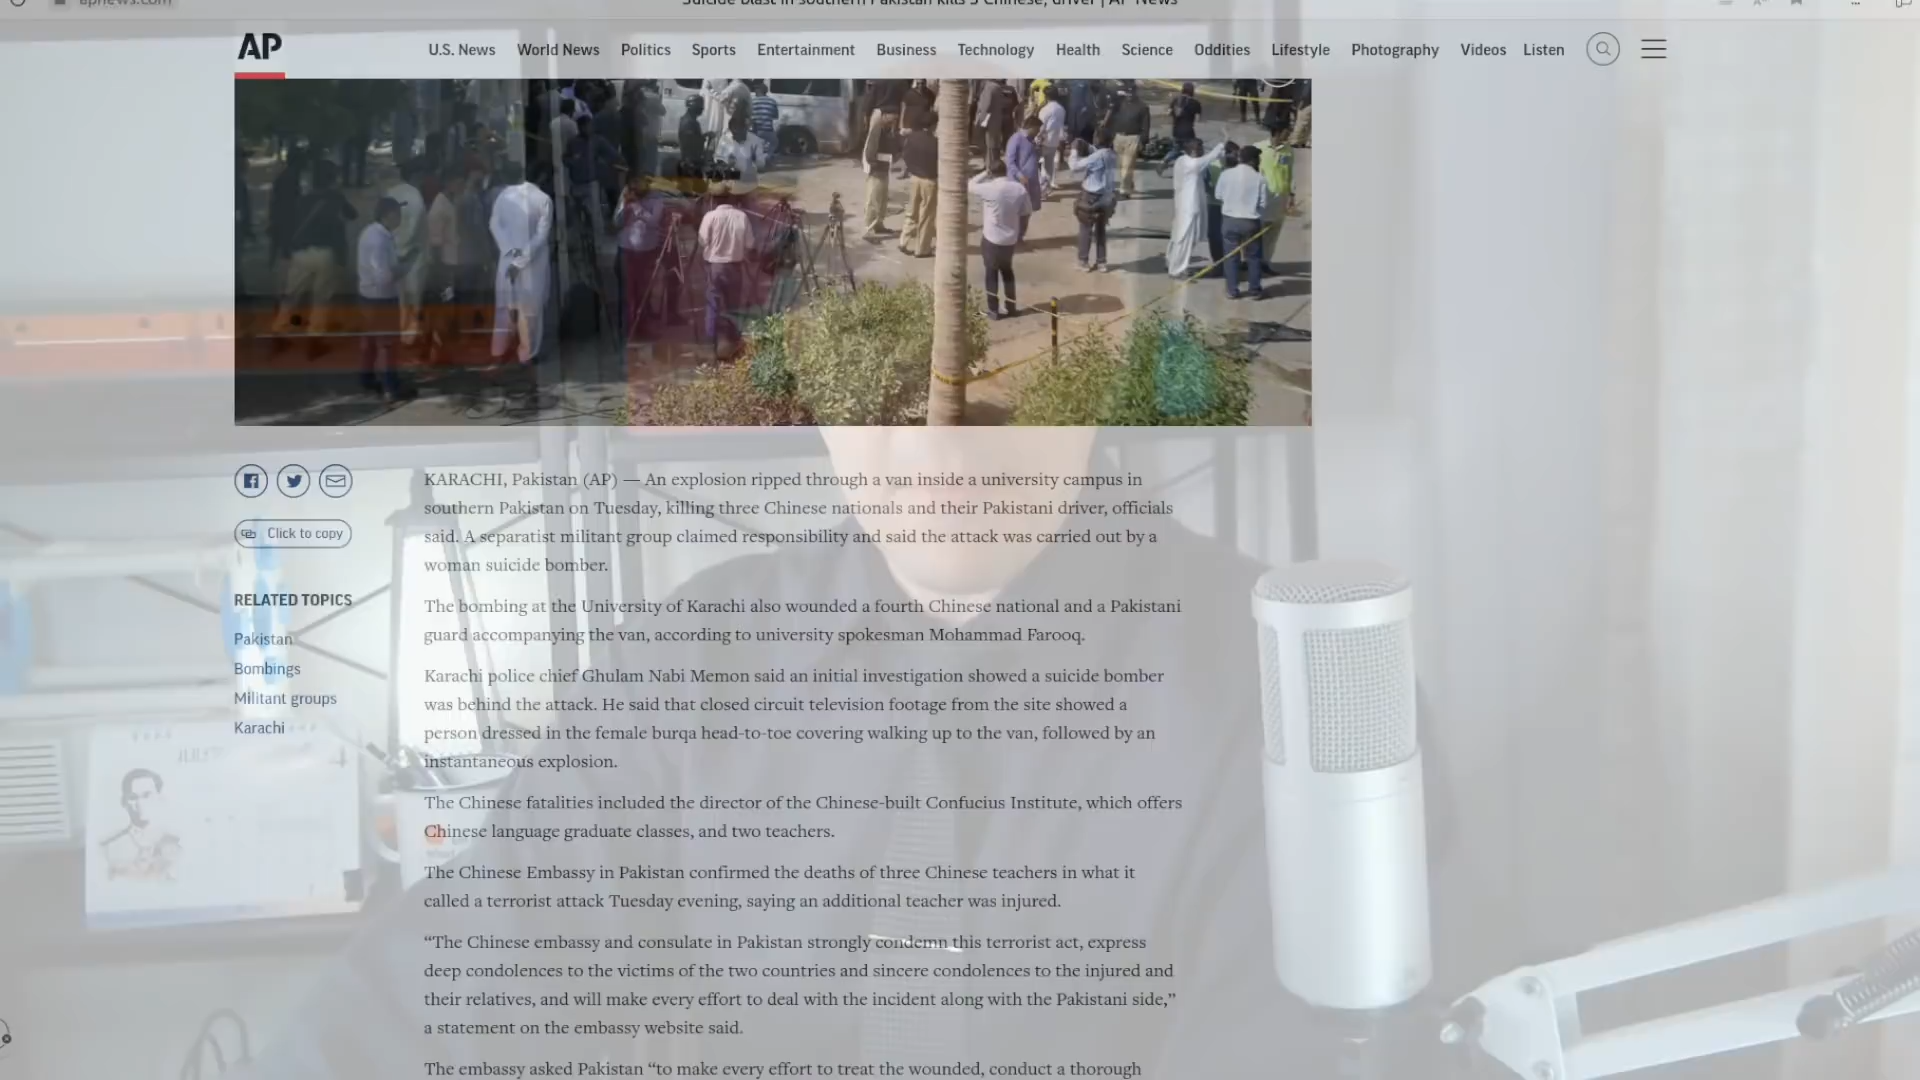 apnews.com
Suicide blast in southern Pakistan kills 3 Chinese, driver | AP News
AP
U.S. News World News Politics Sports Entertainment Business Technology Health Science Oddities Lifestyle Photography Videos Listen
KARACHI, Pakistan (AP) — An explosion ripped through a van inside a university campus in
southern Pakistan on Tuesday, killing three Chinese nationals and their Pakistani driver, officials
said. A separatist militant group claimed responsibility and said the attack was carried out by a
woman suicide bomber.
Click to copy
RELATED TOPICS
Pakistan
Bombings
Militant groups
Karachi
The bombing at the University of Karachi also wounded a fourth Chinese national and a Pakistani
guard accompanying the van, according to university spokesman Mohammad Farooq.
Karachi police chief Ghulam Nabi Memon said an initial investigation showed a suicide bomber
was behind the attack. He said that closed circuit television footage from the site showed a
person dressed in the female burqa head-to-toe covering walking up to the van, followed by an
instantaneous explosion.
The Chinese fatalities included the director of the Chinese-built Confucius Institute, which offers
Chinese language graduate classes, and two teachers.
The Chinese Embassy in Pakistan confirmed the deaths of three Chinese teachers in what it
called a terrorist attack Tuesday evening, saying an additional teacher was injured.
“The Chinese embassy and consulate in Pakistan strongly condemn this terrorist act, express
deep condolences to the victims of the two countries and sincere condolences to the injured and
their relatives, and will make every effort to deal with the incident along with the Pakistani side,”
a statement on the embassy website said.
The embassy asked Pakistan “to make every effort to treat the wounded, conduct a thorough